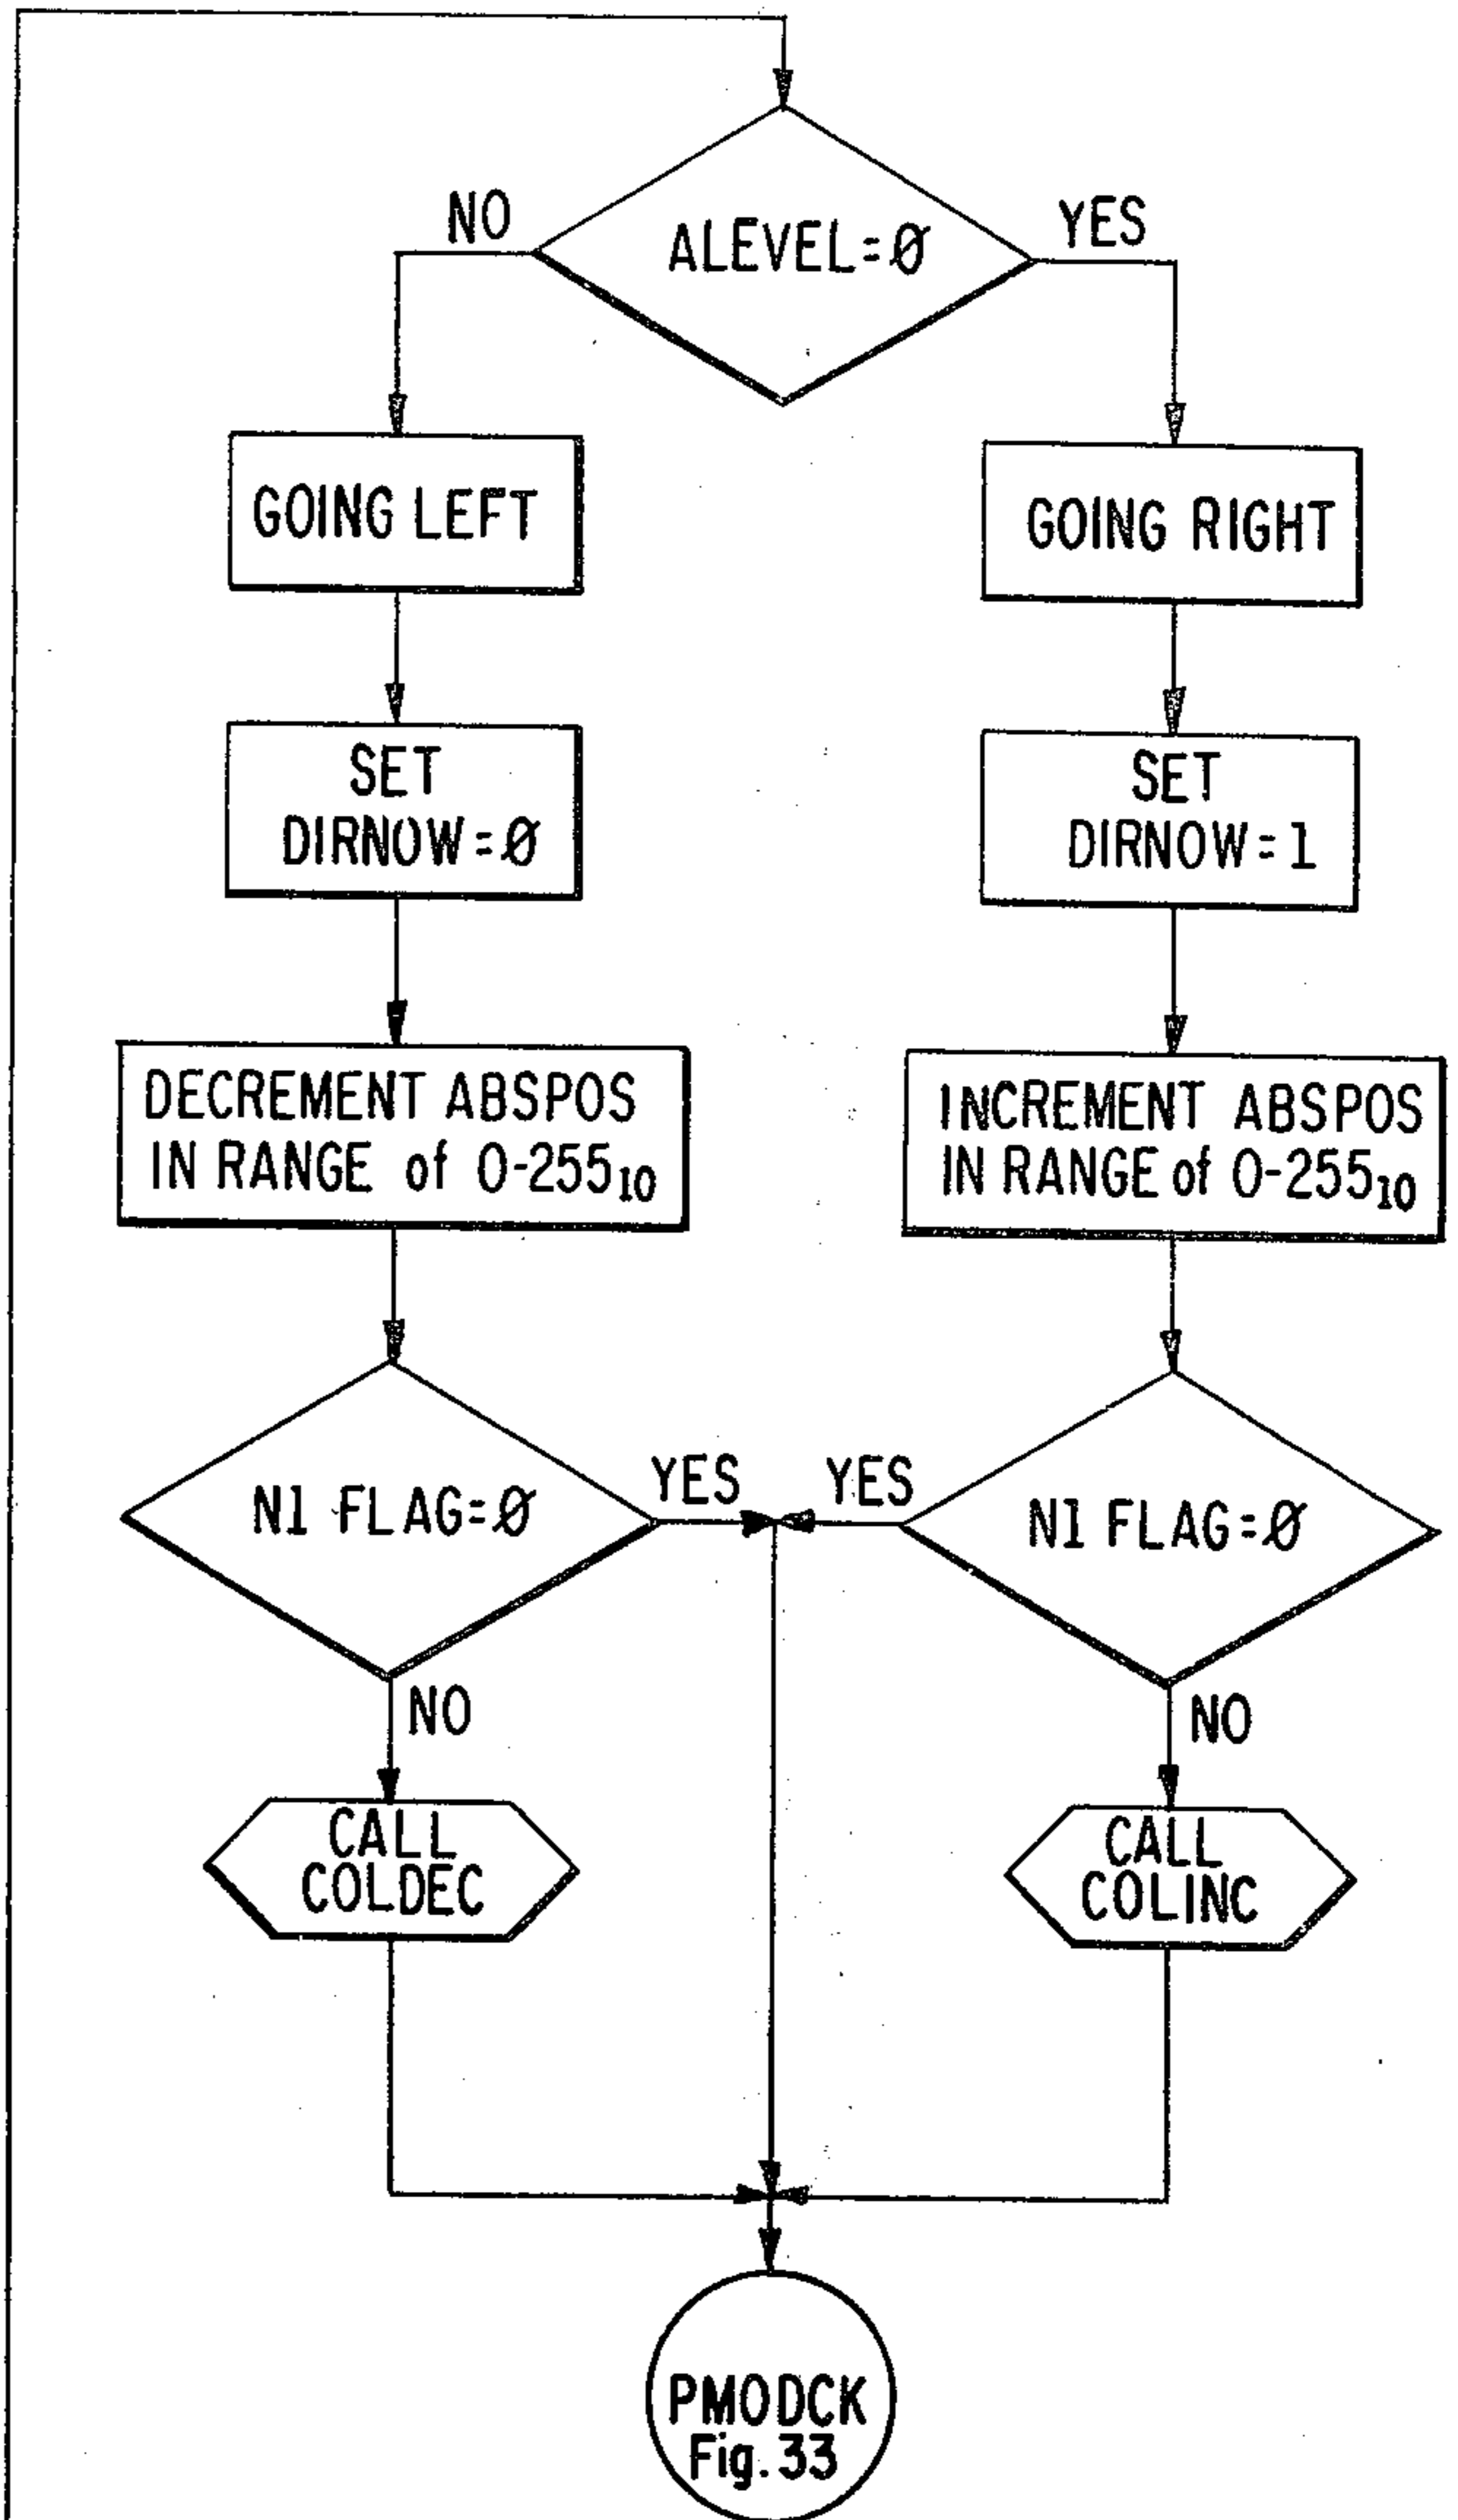 NO
ALEVEL=Ø
YES
GOING LEFT
GOING RIGHT
SET
DIRNOW=Ø
SET
DIRNOW=1
DECREMENT ABSPOS
IN RANGE of 0-255₁₀
INCREMENT ABSPOS
IN RANGE of 0-255₁₀
N1 FLAG=Ø
YES
YES
N1 FLAG=Ø
NO
NO
CALL
COLDEC
CALL
COLINC
PMODCK
Fig. 33